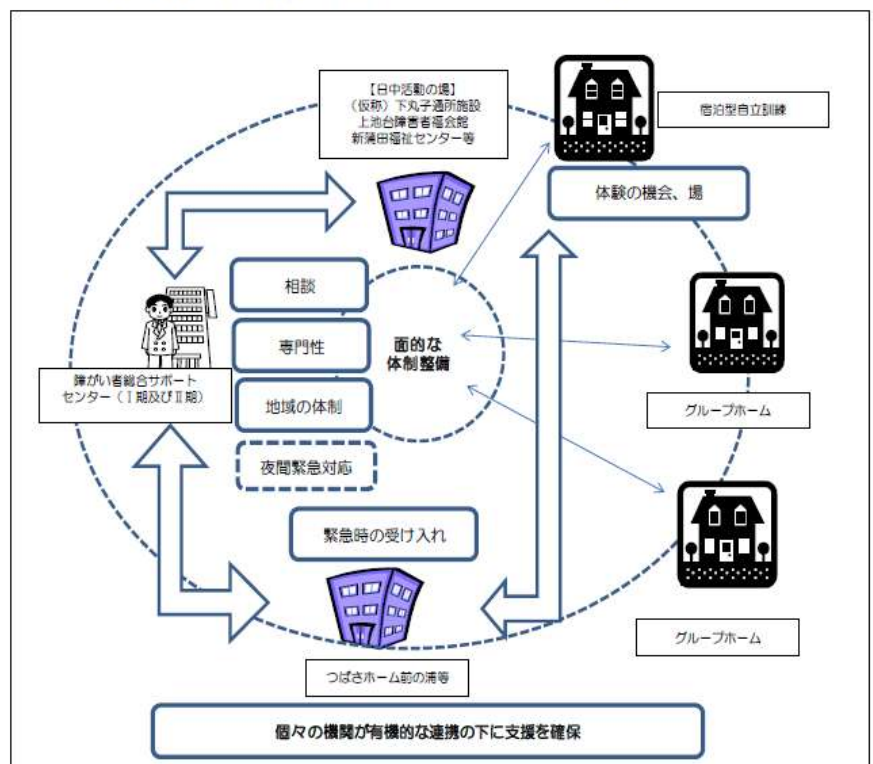 【日中活動の場】
（仮称）下丸子通所施設
上池台障害者福会館
新蒲田福祉センター等
宿泊型自立訓練
体験の機会、場
相談
専門性
面的な
体制整備
障がい者総合サポート
センター（Ⅰ期及びⅡ期）
地域の体制
グループホーム
夜間緊急対応
緊急時の受け入れ
グループホーム
つばさホーム前の浦等
個々の機関が有機的な連携の下に支援を確保